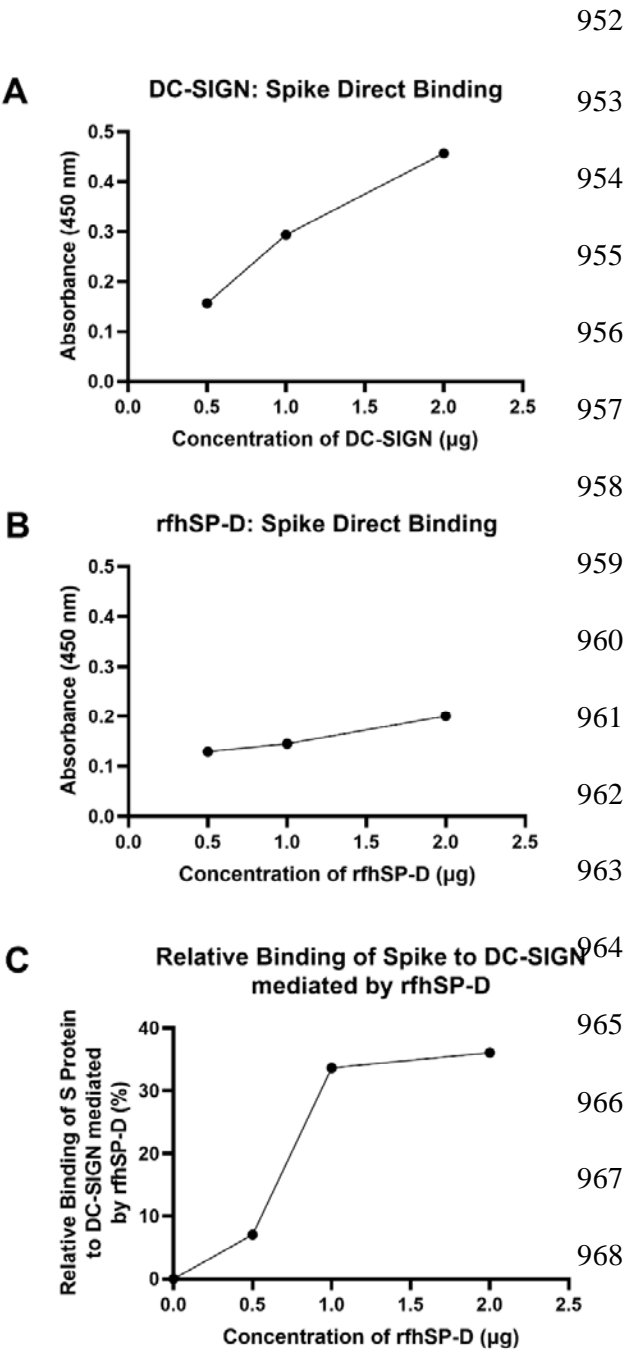 952
A
DC-SIGN: Spike Direct Binding
953
0.5
0.4
954
0.3
955
0.2
0.1
956
0.0
Absorbance (450 nm)
0.0 0.5 1.0 1.5 2.0 2.5
957
Concentration of DC-SIGN (µg)
958
B
rfhSP-D: Spike Direct Binding
959
0.5
0.4
960
0.3
0.2
961
0.1
962
0.0
Absorbance (450 nm)
0.0 0.5 1.0 1.5 2.0 2.5
963
Concentration of rfhSP-D (µg)
C
Relative Binding of Spike to DC-SIGN
964
mediated by rfhSP-D
965
40
30
966
20
967
10
968
0
Relative Binding of S Protein
to DC-SIGN mediated
by rfhSP-D (%)
0.0 0.5 1.0 1.5 2.0 2.5
Concentration of rfhSP-D (µg)